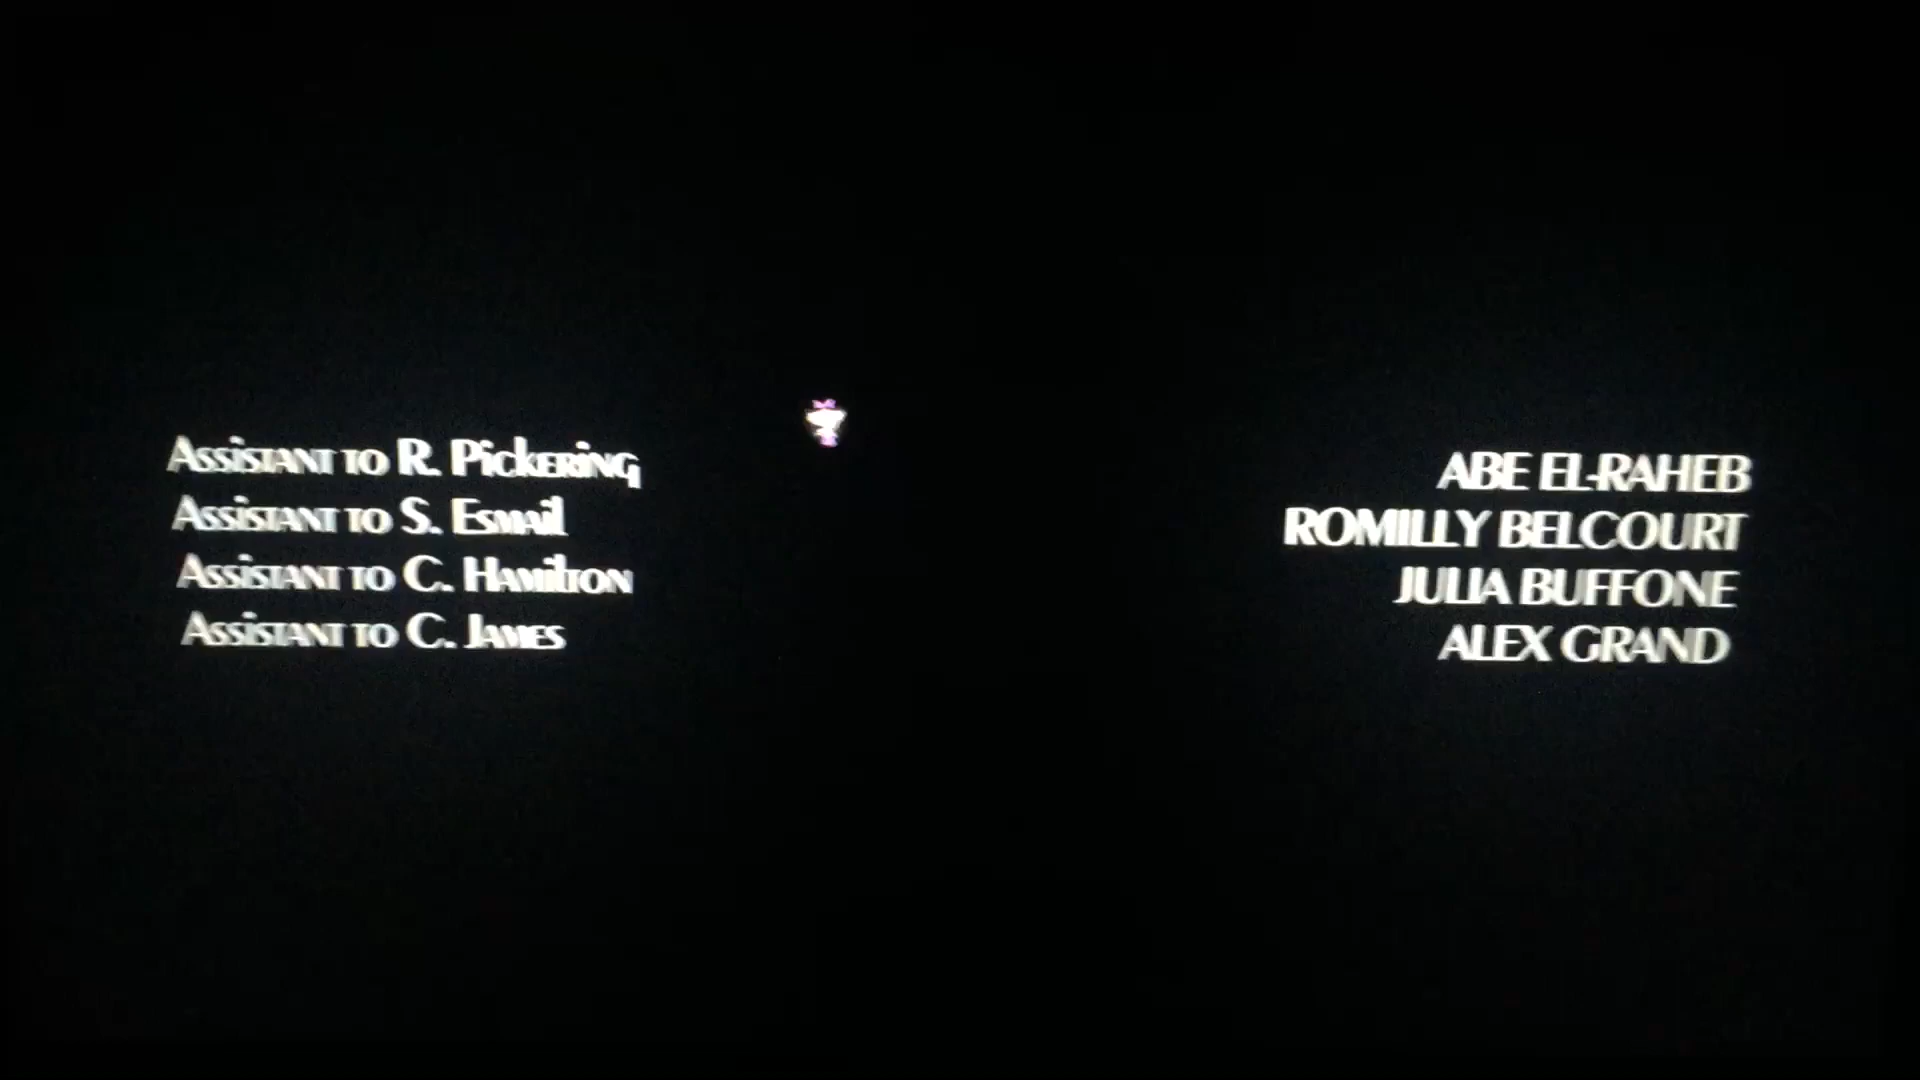 Assistant to R. Pickering
ABE EL-RAHEB
Assistant to S. Esmail
ROMILLY BELCOURT
Assistant to C. Hamilton
JULIA BUFFONE
Assistant to C. James
ALEX GRAND